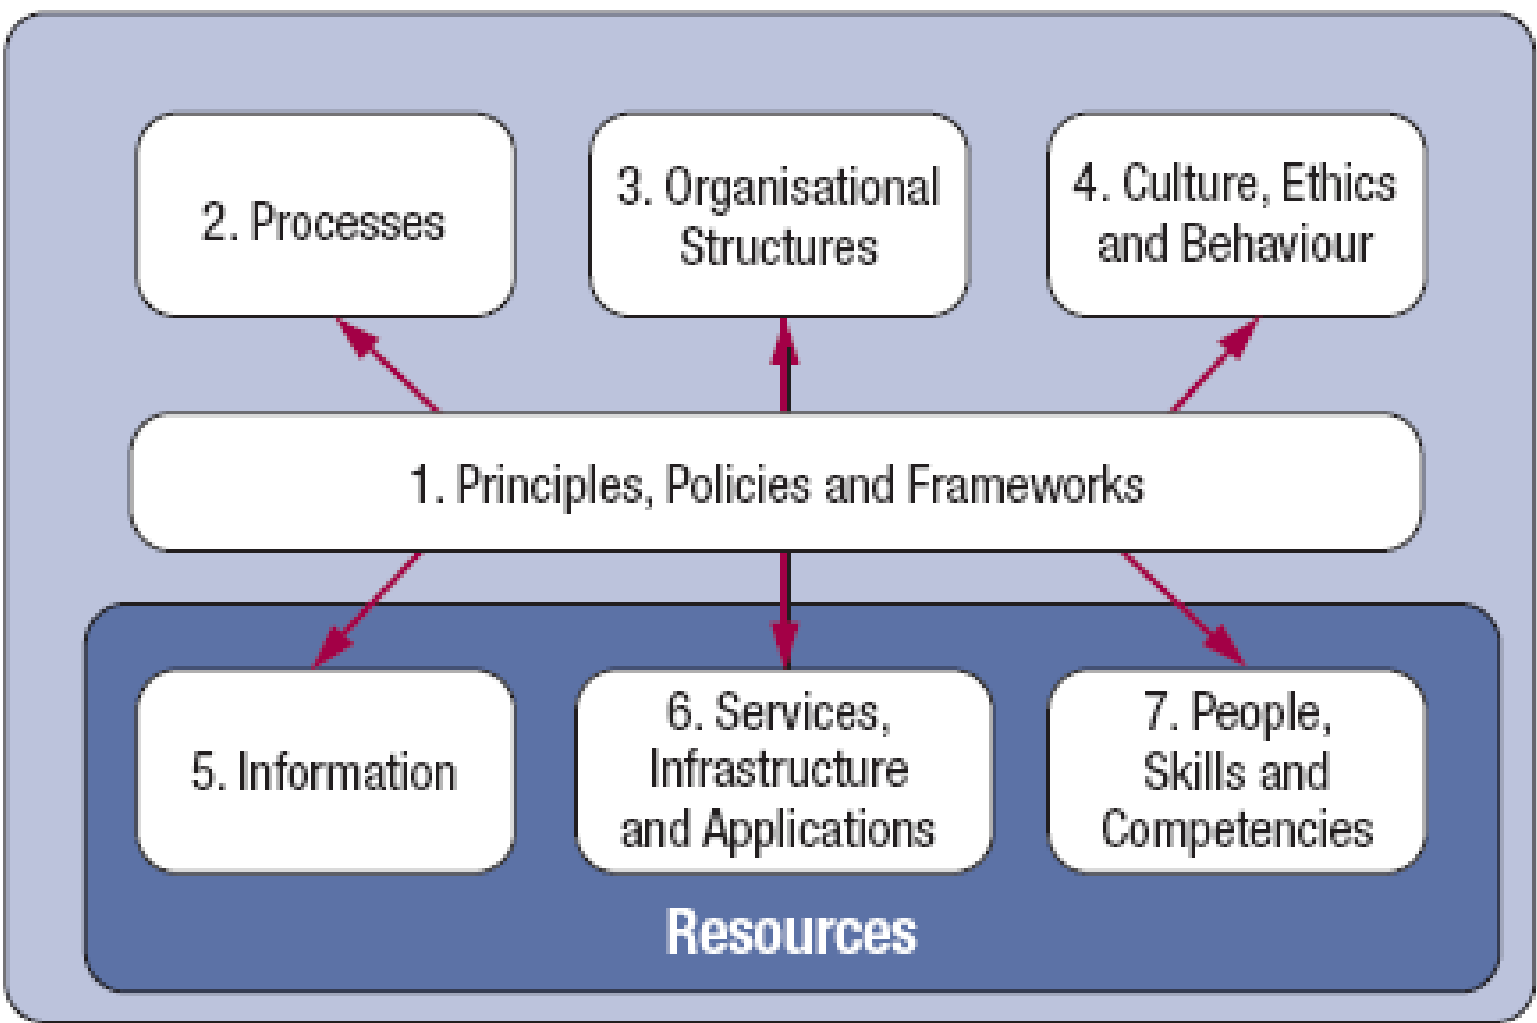 2. Processes
3. Organisational
Structures
4. Culture, Ethics
and Behaviour
1. Principles, Policies and Frameworks
5. Information
6. Services,
Infrastructure
and Applications
7. People,
Skills and
Competencies
Resources